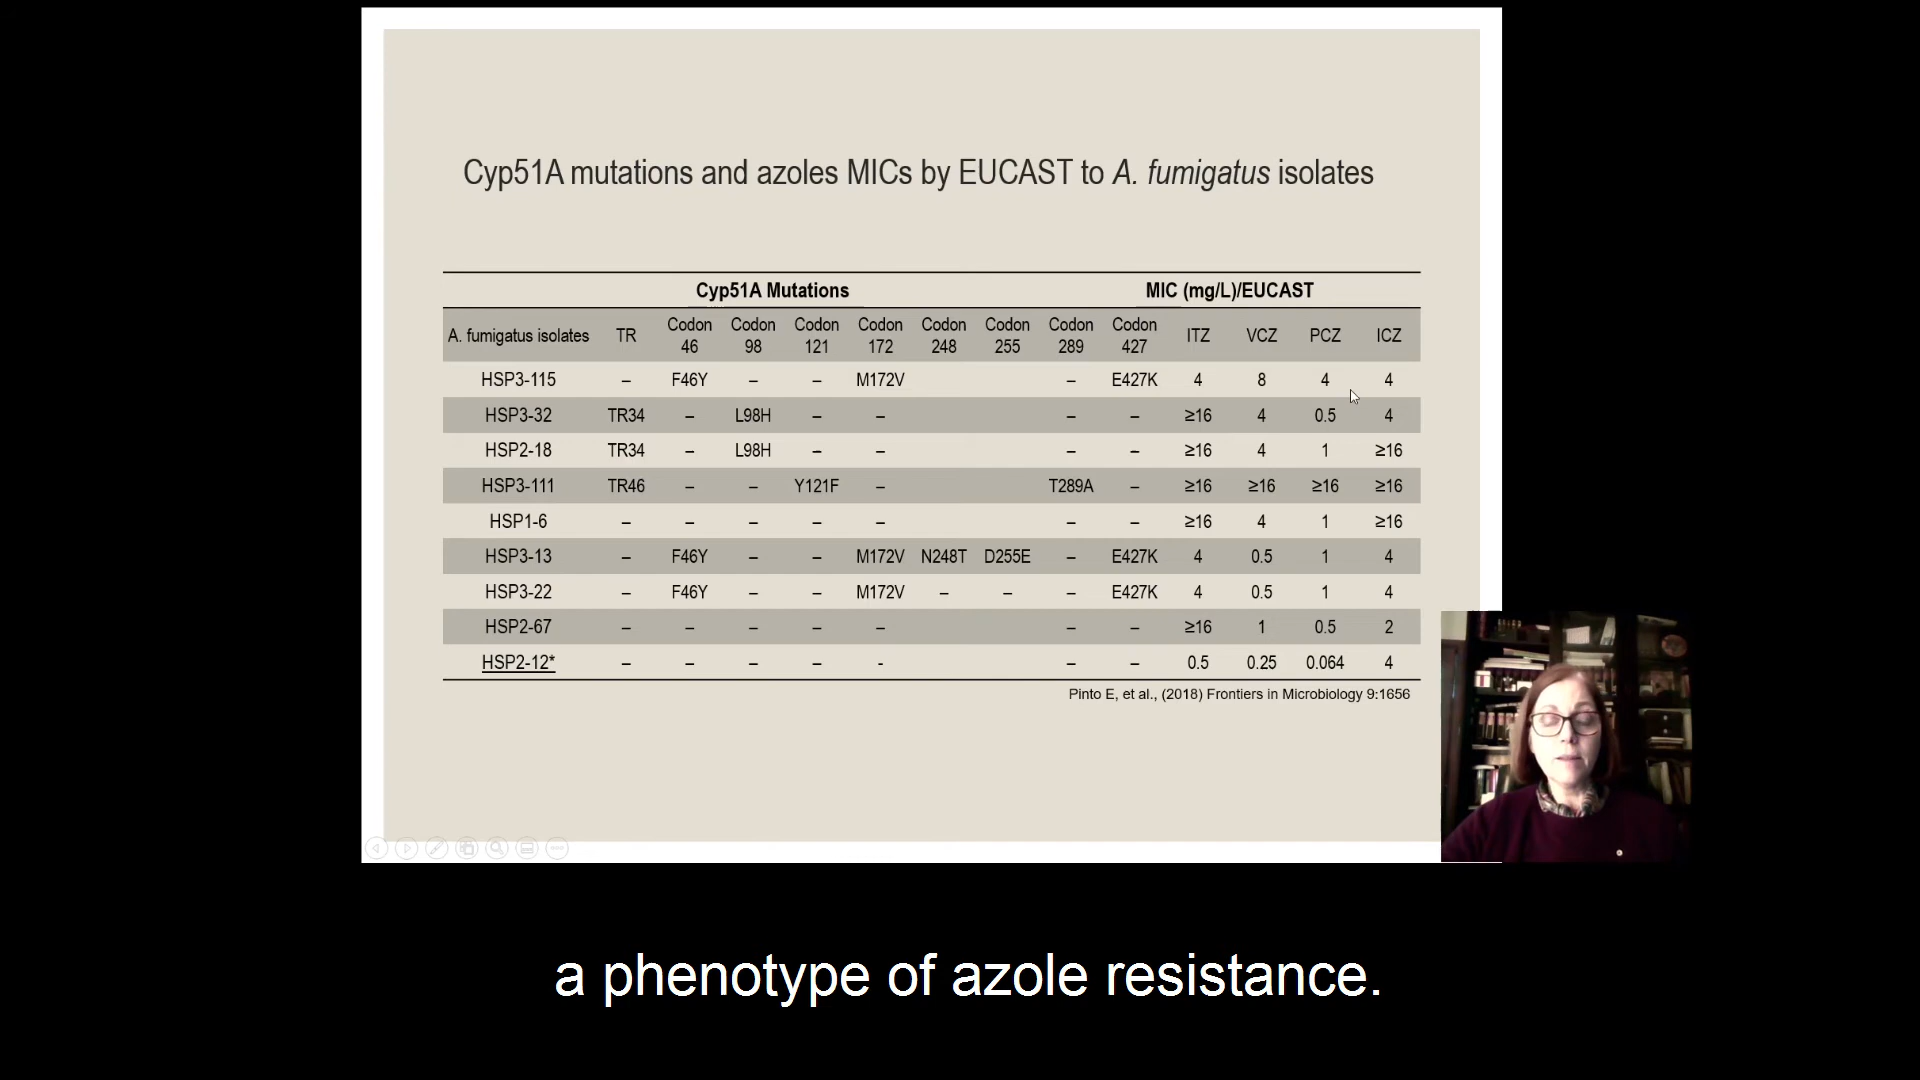 Cyp51A mutations and azoles MICs by EUCAST to A. fumigatus isolates
Cyp51A Mutations MIC (mg/L)/EUCAST
A. fumigatus isolates TR Codon 46 Codon 98 Codon 121 Codon 172 Codon 248 Codon 255 Codon 289 Codon 427 ITZ VCZ PCZ ICZ
HSP3-115 – F46Y – – M172V – E427K 4 8 4 4
HSP3-32 TR34 – L98H – – – – ≥16 4 0.5 4
HSP2-18 TR34 – L98H – – – – ≥16 4 1 ≥16
HSP3-111 TR46 – – Y121F – T289A – ≥16 ≥16 ≥16 ≥16
HSP1-6 – – – – – – – ≥16 4 1 ≥16
HSP3-13 – F46Y – – M172V N248T D255E – E427K 4 0.5 1 4
HSP3-22 – F46Y – – M172V – – – E427K 4 0.5 1 4
HSP2-67 – – – – – – – ≥16 1 0.5 2
HSP2-12* – – – – - – – 0.5 0.25 0.064 4
Pinto E, et al., (2018) Frontiers in Microbiology 9:1656
a phenotype of azole resistance.